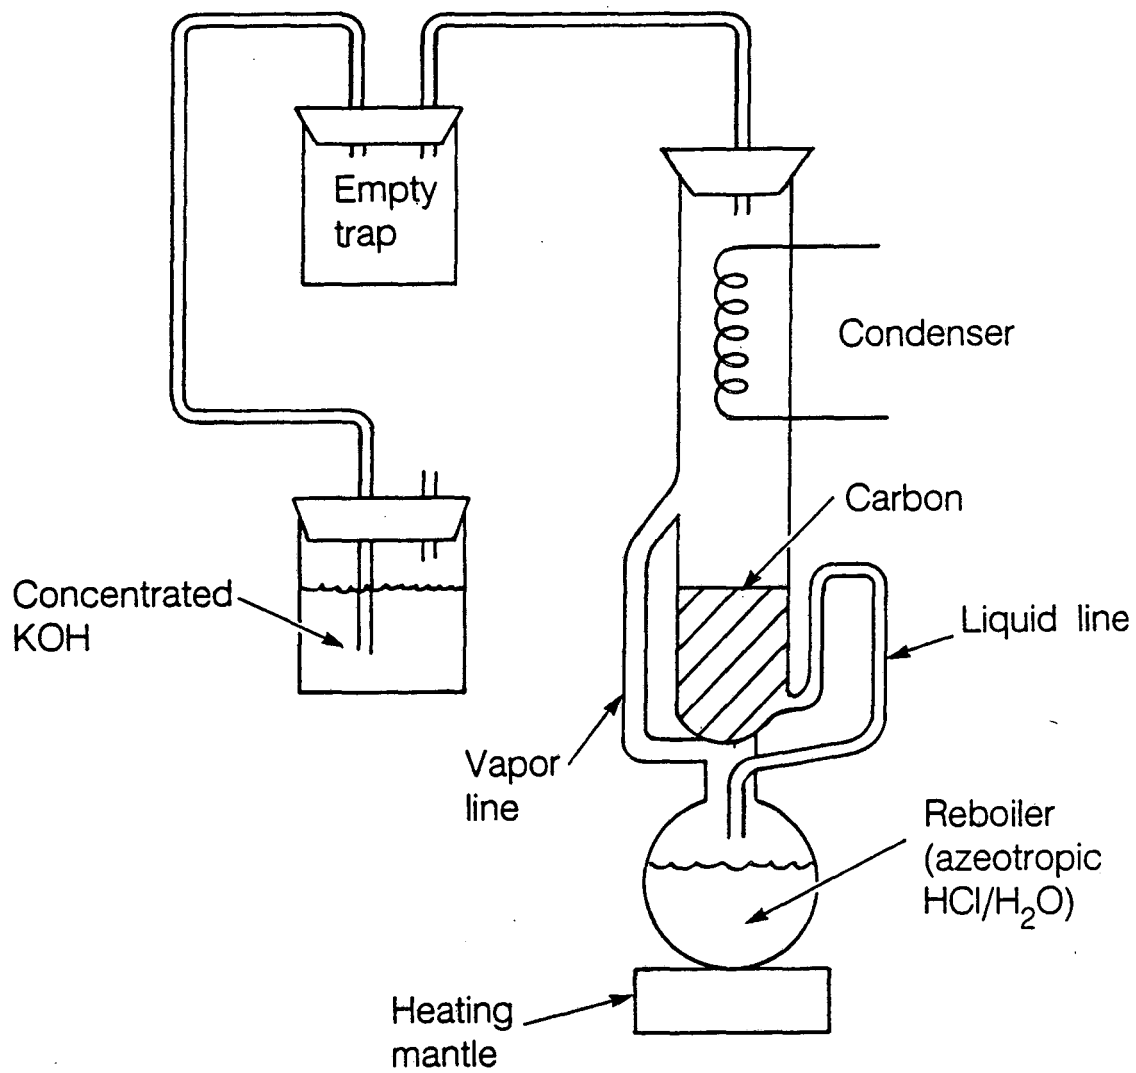 Empty
trap
Condenser
Carbon
Concentrated
KOH
Liquid line
Vapor
line
Reboiler
(azeotropic
HCl/H₂O)
Heating
mantle